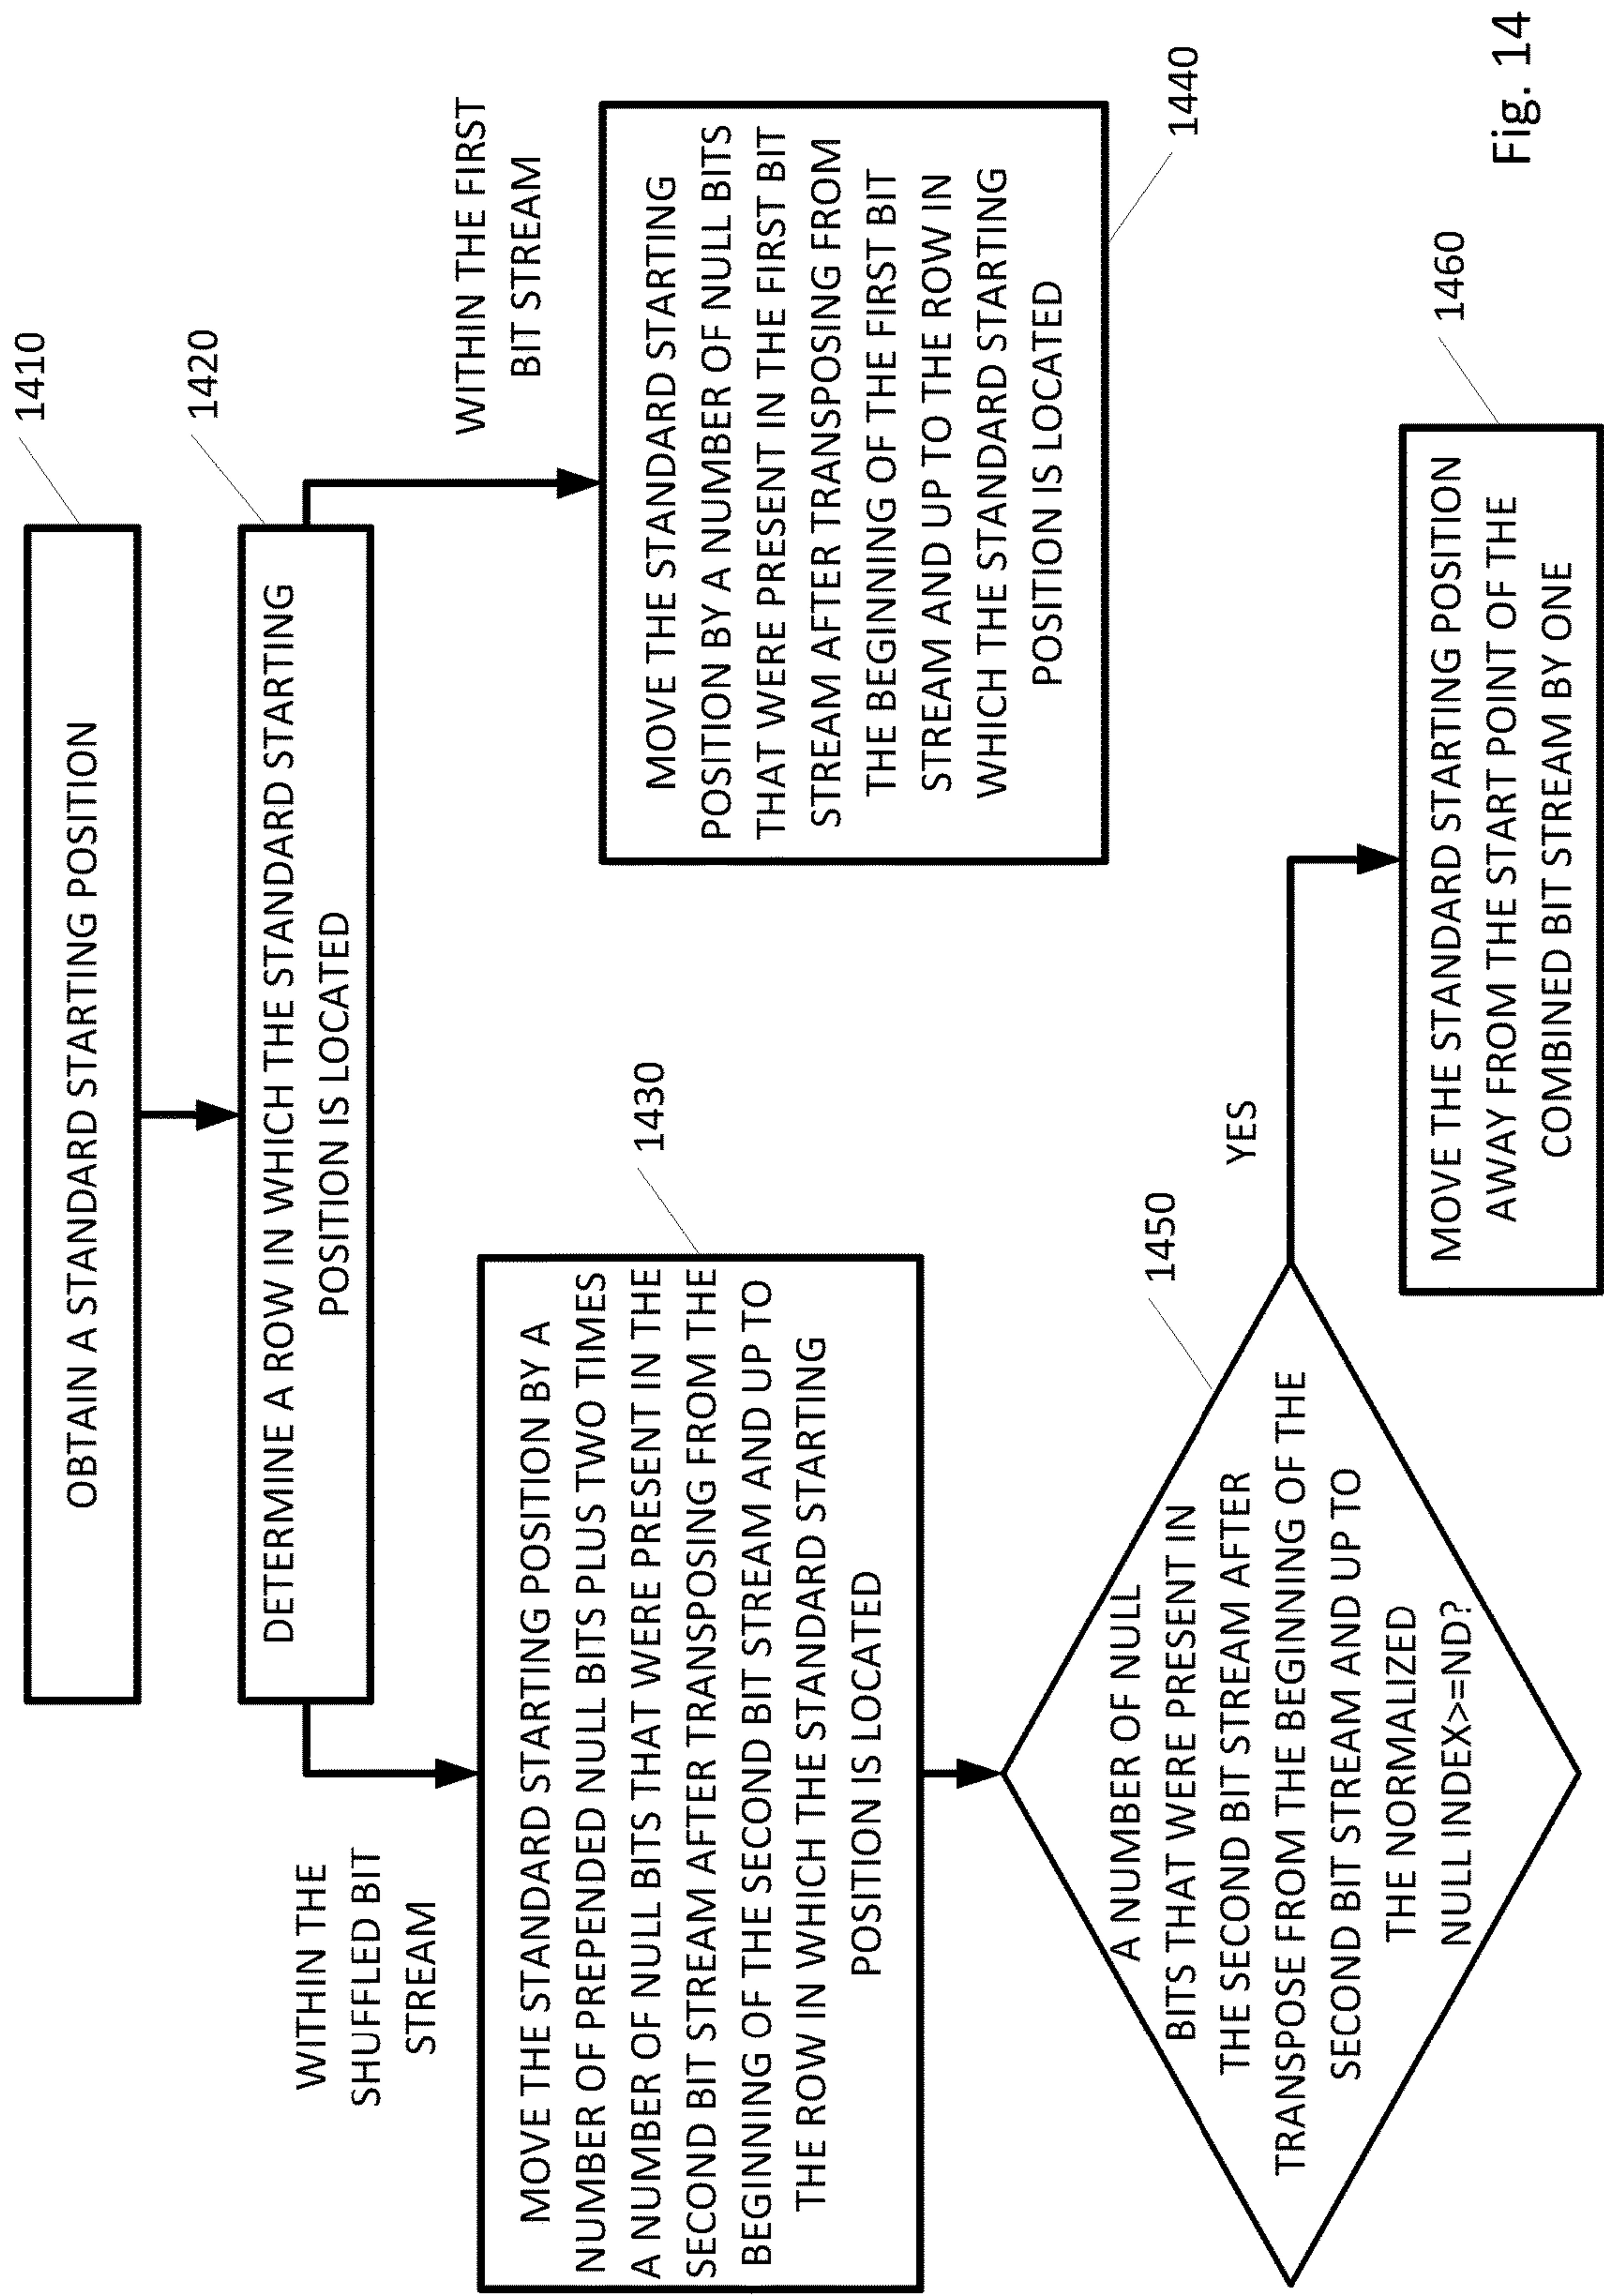 1410
OBTAIN A STANDARD STARTING POSITION
1420
DETERMINE A ROW IN WHICH THE STANDARD STARTING
POSITION IS LOCATED
WITHIN THE
SHUFFLED BIT
STREAM
WITHIN THE FIRST
BIT STREAM
1430
MOVE THE STANDARD STARTING POSITION BY A
NUMBER OF PREPENDED NULL BITS PLUS TWO TIMES
A NUMBER OF NULL BITS THAT WERE PRESENT IN THE
SECOND BIT STREAM AFTER TRANSPOSING FROM THE
BEGINNING OF THE SECOND BIT STREAM AND UP TO
THE ROW IN WHICH THE STANDARD STARTING
POSITION IS LOCATED
MOVE THE STANDARD STARTING
POSITION BY A NUMBER OF NULL BITS
THAT WERE PRESENT IN THE FIRST BIT
STREAM AFTER TRANSPOSING FROM
THE BEGINNING OF THE FIRST BIT
STREAM AND UP TO THE ROW IN
WHICH THE STANDARD STARTING
POSITION IS LOCATED
1440
1450
A NUMBER OF NULL
BITS THAT WERE PRESENT IN
THE SECOND BIT STREAM AFTER
TRANSPOSE FROM THE BEGINNING OF THE
SECOND BIT STREAM AND UP TO
THE NORMALIZED
NULL INDEX>=ND?
YES
1460
MOVE THE STANDARD STARTING POSITION
AWAY FROM THE START POINT OF THE
COMBINED BIT STREAM BY ONE
Fig. 14